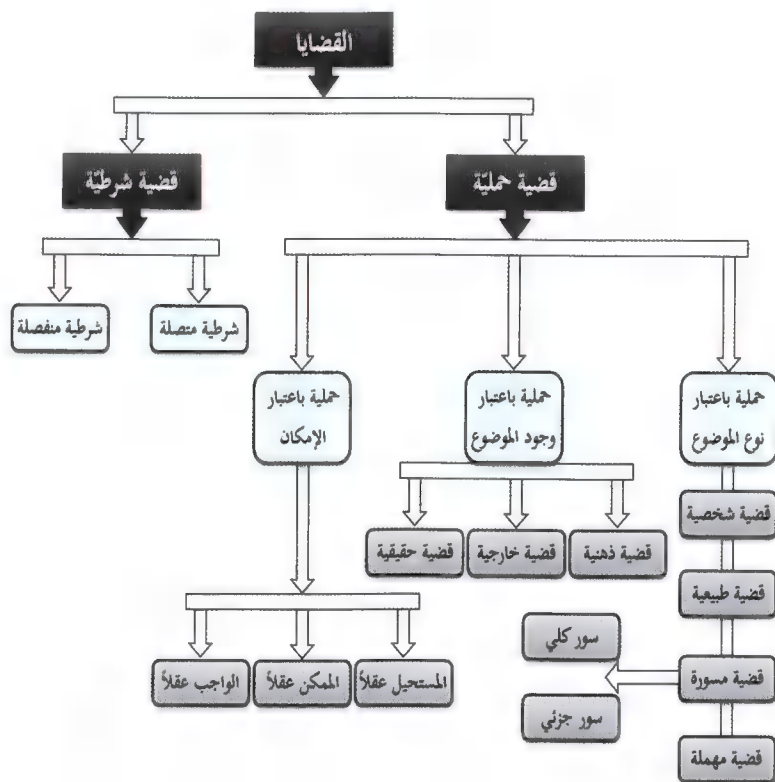 القضايا
قضية حمليّة
قضية شرطيّة
شرطية متصلة
شرطية منفصلة
حملية باعتبار
نوع الموضوع
حملية باعتبار
وجود الموضوع
حملية باعتبار
الإمكان
قضية شخصية
قضية طبيعية
قضية مسورة
سور كلي
سور جزئي
قضية مهملة
قضية ذهنية
قضية خارجية
قضية حقيقية
المستحيل عقلاً
الممكن عقلاً
الواجب عقلاً